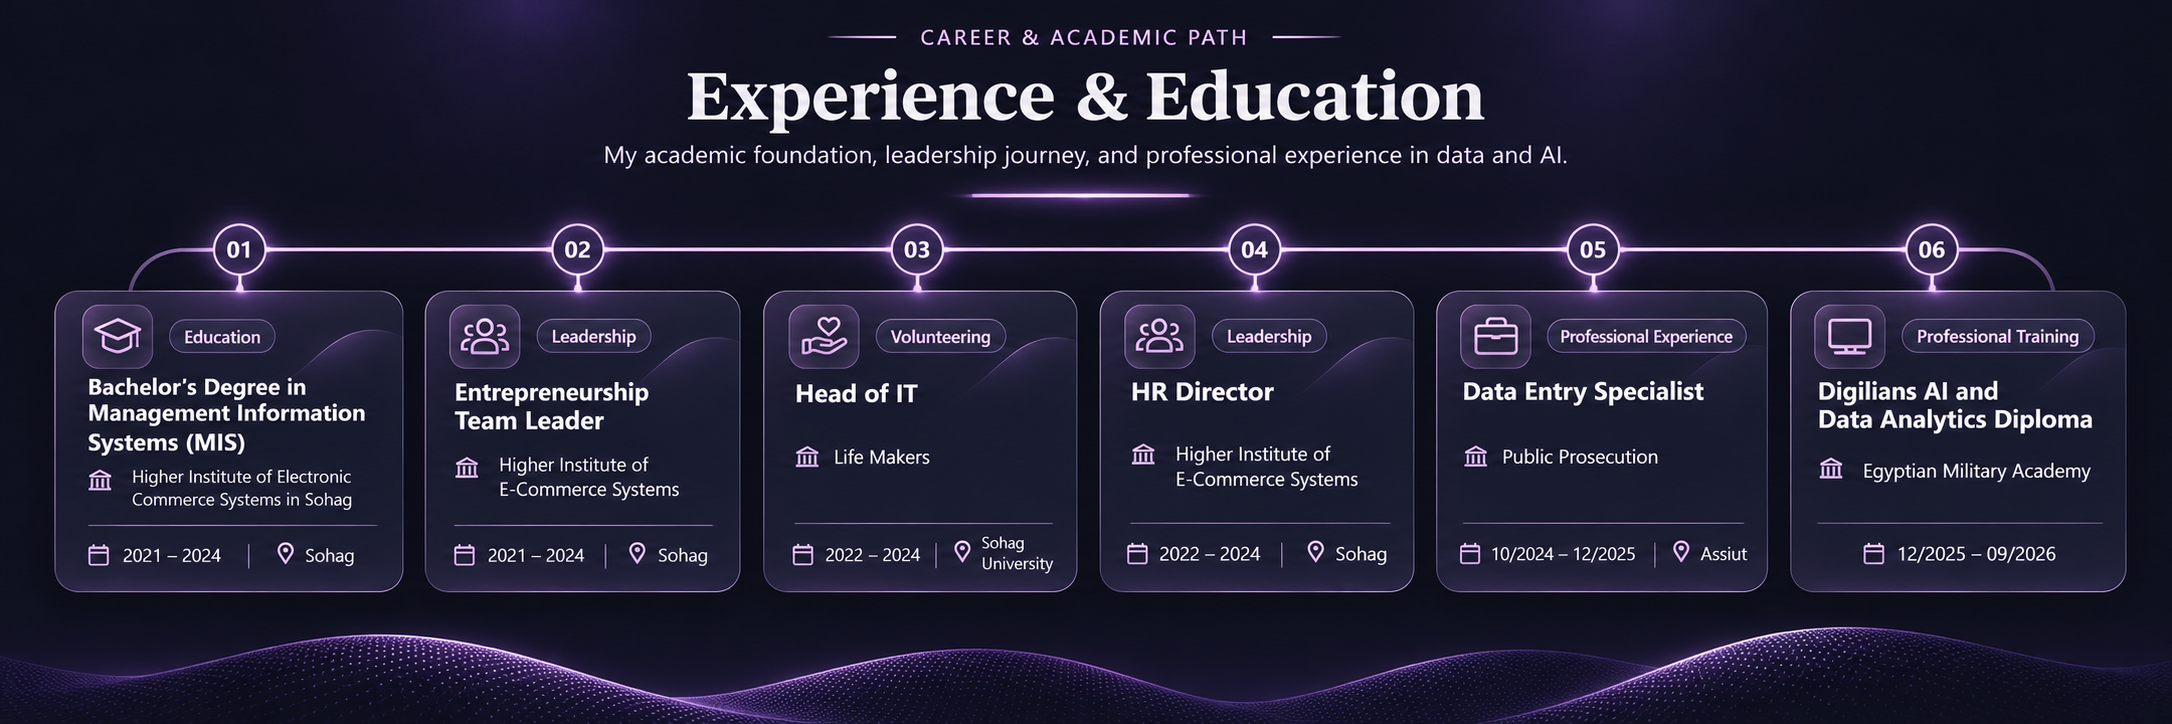 CAREER & ACADEMIC PATH
Experience & Education
My academic foundation, leadership journey, and professional experience in data and AI.
01
Education
Bachelor's Degree in
Management Information
Systems (MIS)
Higher Institute of Electronic
Commerce Systems in Sohag
2021 – 2024
Sohag
02
Leadership
Entrepreneurship
Team Leader
Higher Institute of
E-Commerce Systems
2021 – 2024
Sohag
03
Volunteering
Head of IT
Life Makers
2022 – 2024
Sohag
University
04
Leadership
HR Director
Higher Institute of
E-Commerce Systems
2022 – 2024
Sohag
05
Professional Experience
Data Entry Specialist
Public Prosecution
10/2024 – 12/2025
Assiut
06
Professional Training
Digilians AI and
Data Analytics Diploma
Egyptian Military Academy
12/2025 – 09/2026